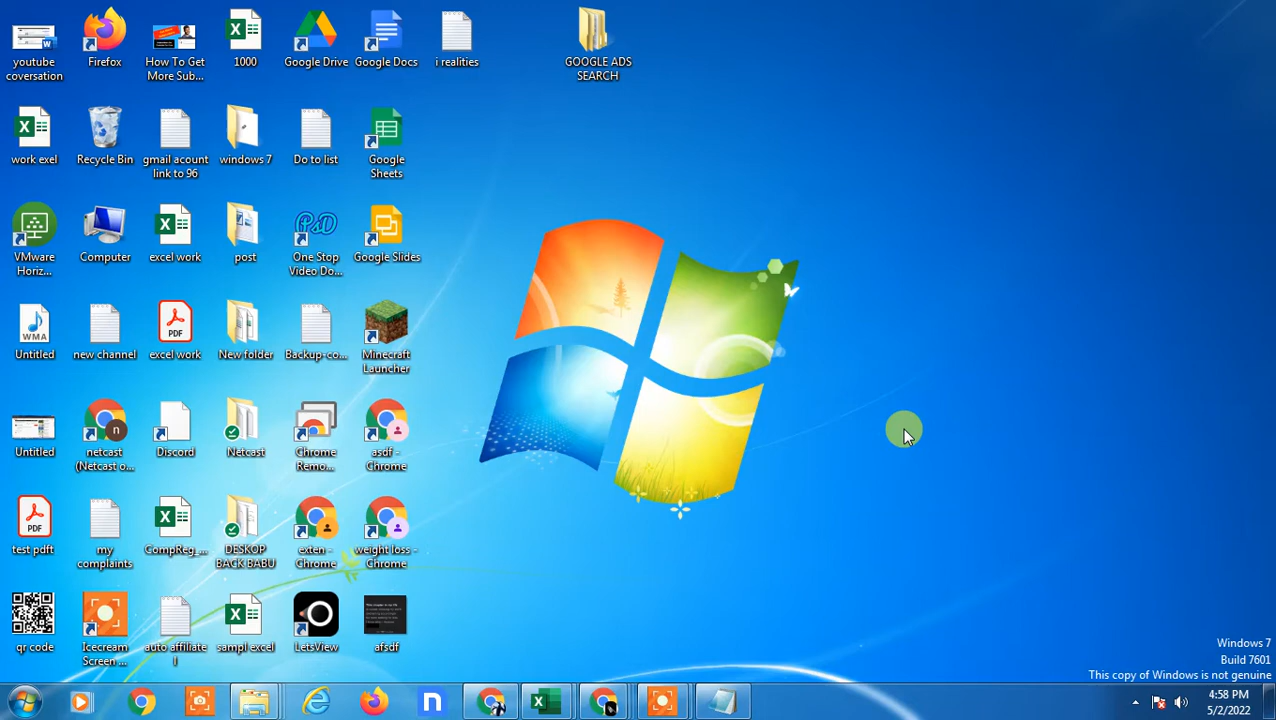 youtube
coversation
Firefox
How To Get
More Sub...
1000
Google Drive
Google Docs
i realities
GOOGLE ADS
SEARCH
work exel
Recycle Bin
gmail acount
link to 96
windows 7
Do to list
Google
Sheets
VMware
Horiz...
Computer
excel work
post
PSD
One Stop
Video Do...
Google Slides
WMA
Untitled
new channel
PDF
excel work
New folder
Backup-co...
Minecraft
Launcher
Untitled
n
netcast
(Netcast o...
Discord
Netcast
Chrome
Remo...
asdf -
Chrome
PDF
test pdft
my
complaints
CompReg_...
DESKOP
BACK BABU
exten -
Chrome
weight loss -
Chrome
qr code
Icecream
Screen ...
auto affiliate
l
sampl excel
LetsView
afsdf
Windows 7
Build 7601
This copy of Windows is not genuine
4:58 PM
5/2/2022